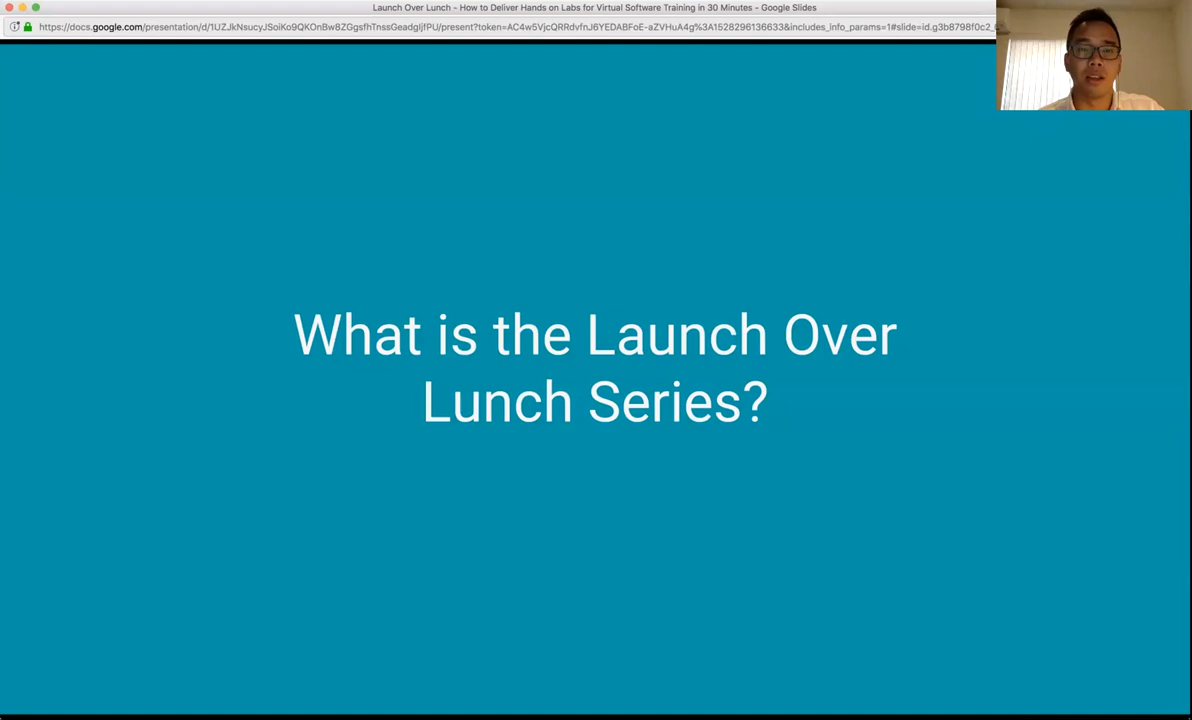 Launch Over Lunch - How to Deliver Hands on Labs for Virtual Software Training in 30 Minutes - Google Slides
What is the Launch Over
Lunch Series?